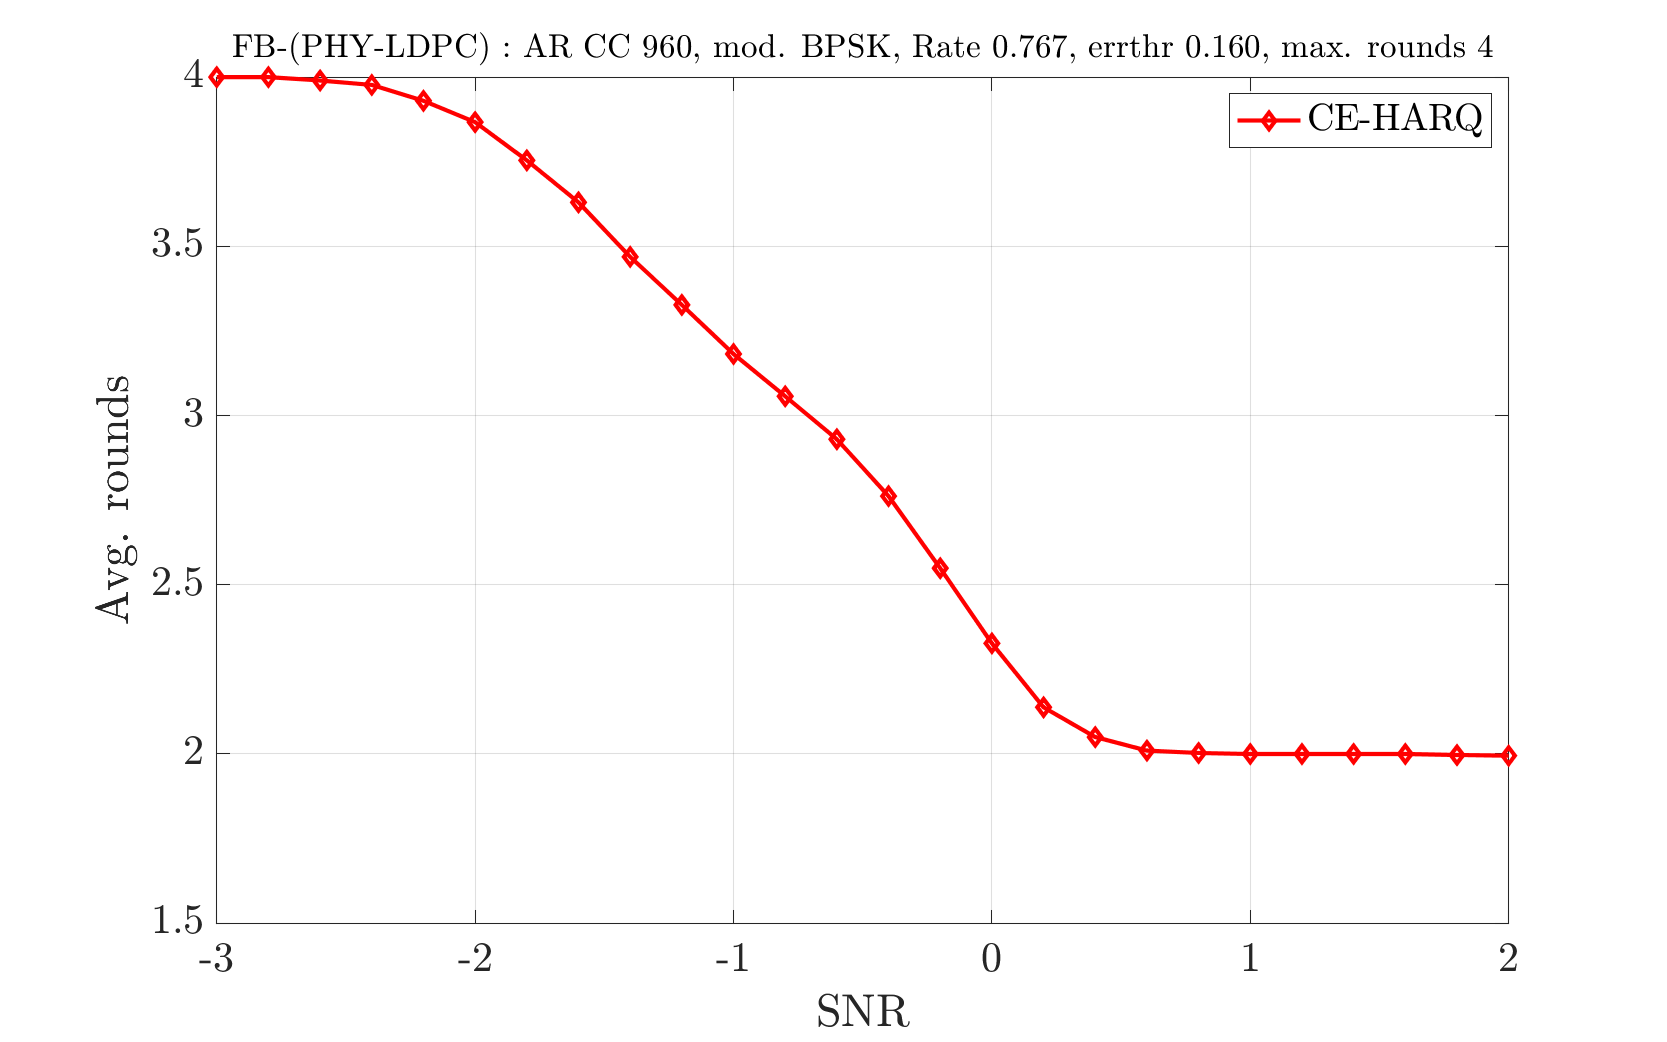 FB-(PHY-LDPC) : AR CC 960, mod. BPSK, Rate 0.767, errthr 0.160, max. rounds 4
CE-HARQ
4
3.5
3
2.5
2
1.5
Avg. rounds
-3 -2 -1 0 1 2
SNR